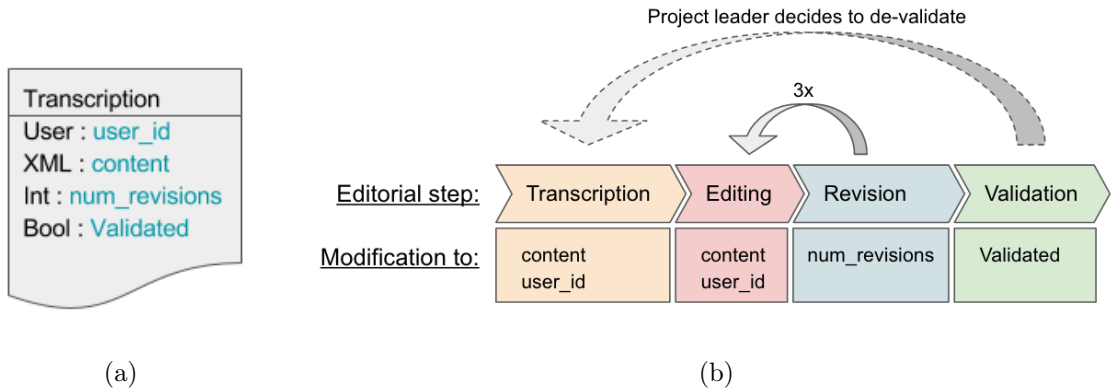 Transcription
User : user_id
XML : content
Int : num_revisions
Bool : Validated
(a)
Project leader decides to de-validate
3x
Editorial step: Transcription Editing Revision Validation
Modification to: content user_id content user_id num_revisions Validated
(b)